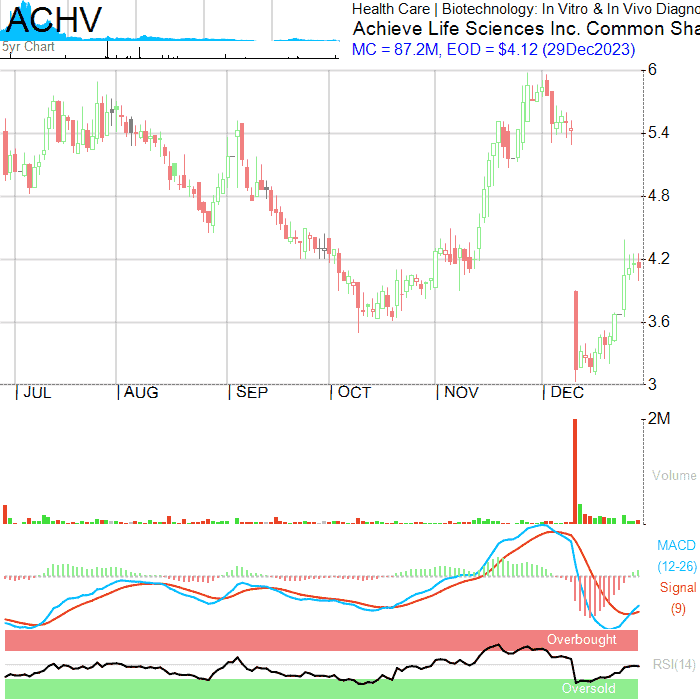 ACHV
5yr Chart
Health Care | Biotechnology: In Vitro & In Vivo Diagno
Achieve Life Sciences Inc. Common Sha
MC = 87.2M, EOD = $4.12 (29Dec2023)
6
5.4
4.8
4.2
3.6
3
JUL AUG SEP OCT NOV DEC
2M
Volume
MACD
(12-26)
Signal
(9)
Overbought
RSI(14)
Oversold